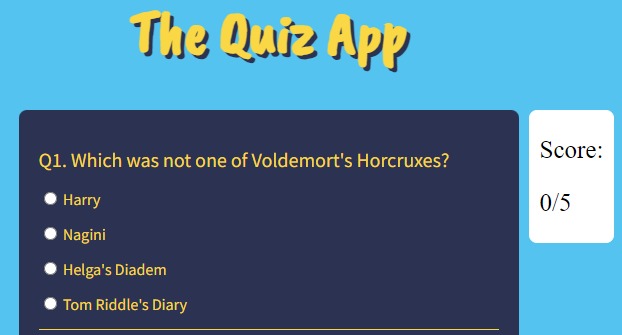 The Quiz App
Q1. Which was not one of Voldemort's Horcruxes?
Harry
Nagini
Helga's Diadem
Tom Riddle's Diary
Score:
0/5